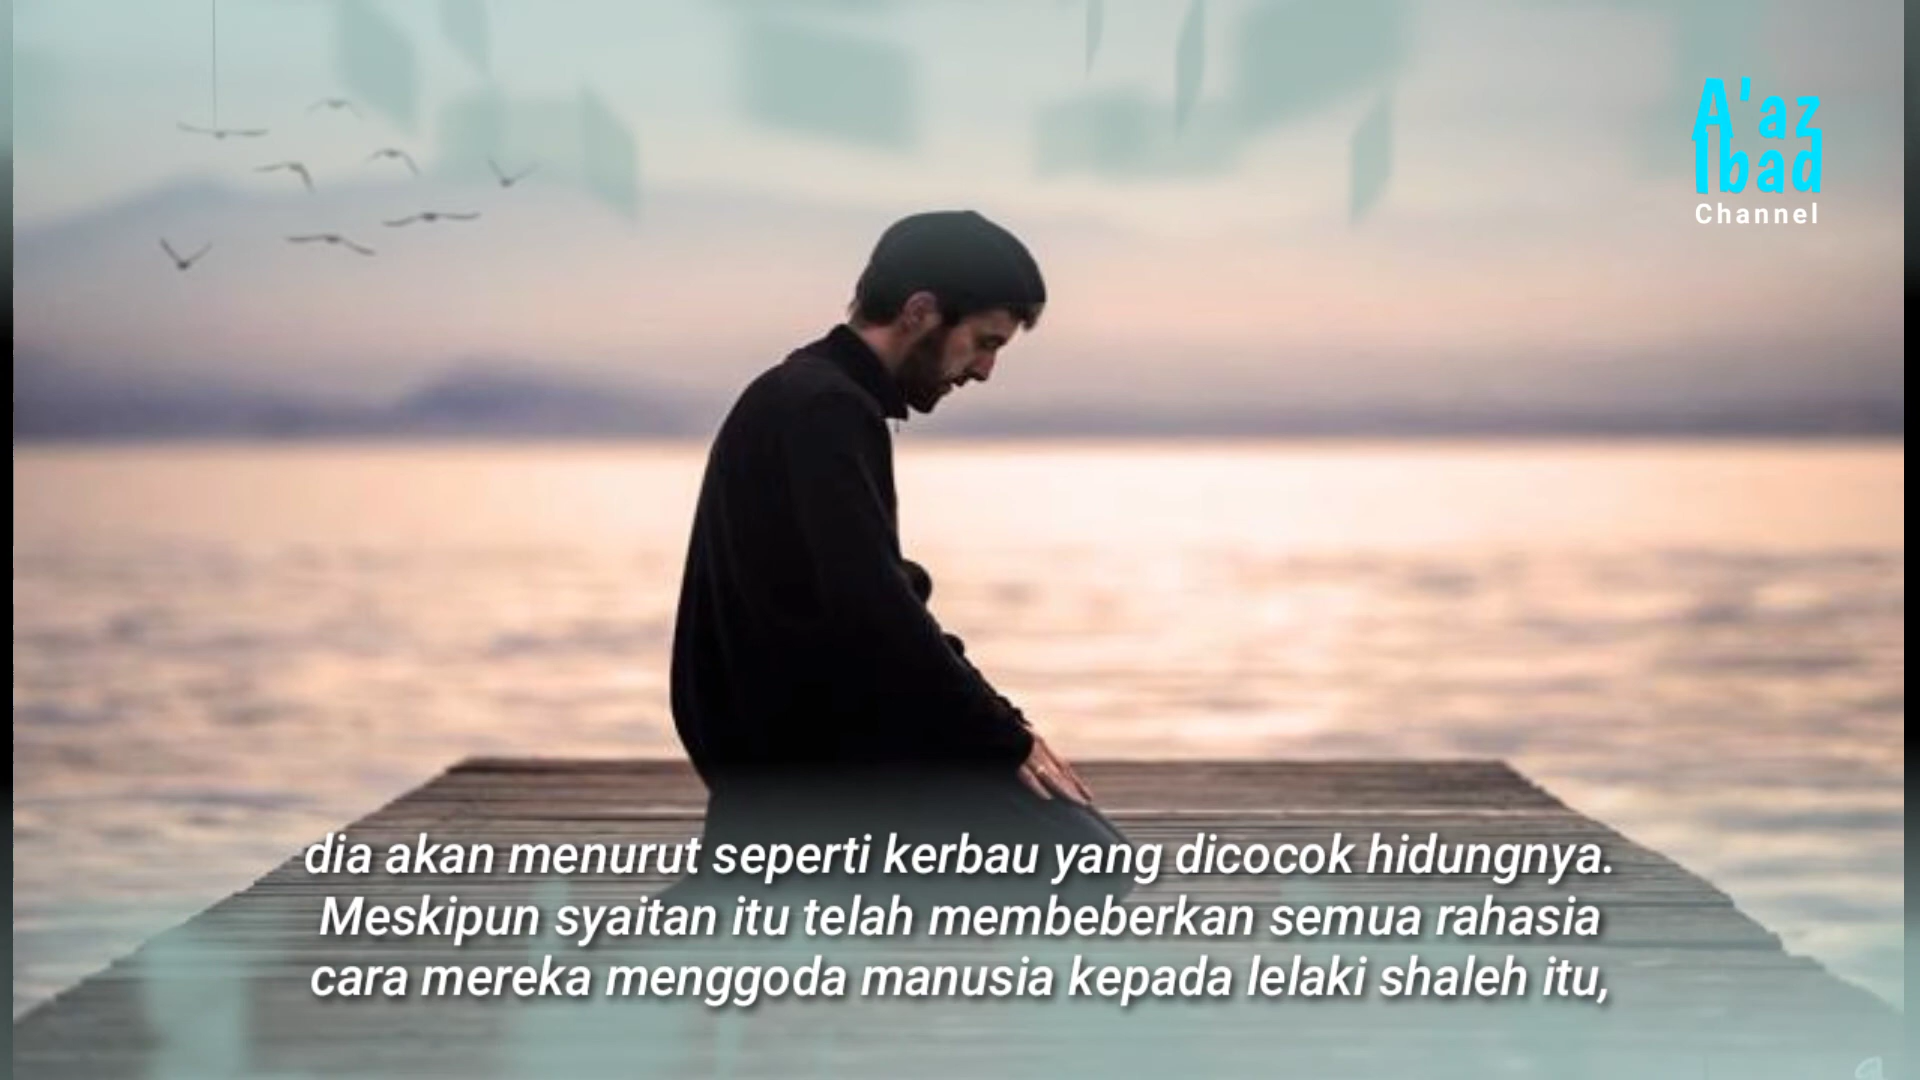 A'az
Ibad
Channel
dia akan menurut seperti kerbau yang dicocok hidungnya.
Meskipun syaitan itu telah membeberkan semua rahasia
cara mereka menggoda manusia kepada lelaki shaleh itu,